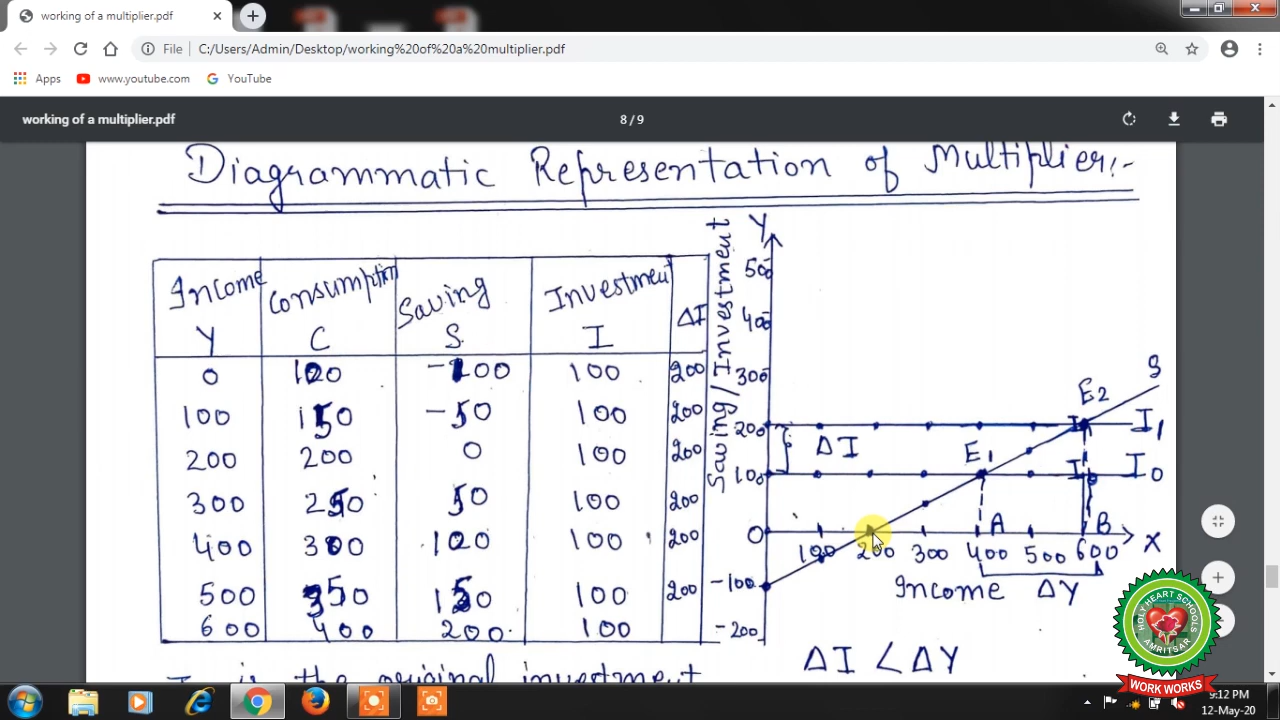 working of a multiplier.pdf
File C:/Users/Admin/Desktop/working%20of%20a%20multiplier.pdf
Apps www.youtube.com YouTube
working of a multiplier.pdf 8 / 9
Diagrammatic Representation of Multiplier:-
Income Consumption Saving Investment ΔI
Y C S I
0 100 -100 100 200
100 150 -50 100 200
200 200 0 100 200
300 250 50 100 200
400 300 100 100 200
500 350 150 100 200
600 400 200 100
Saving/Investment
Y
500
400
300
200
100
0
-100
-200
S
E2
I I1
ΔI
E1
I I0
A B
100 200 300 400 500 600 X
Income ΔY
ΔI < ΔY
is the original investment
HOLY HEART SCHOOLS
AMRITSAR
WORK WORKS
9:12 PM
12-May-20